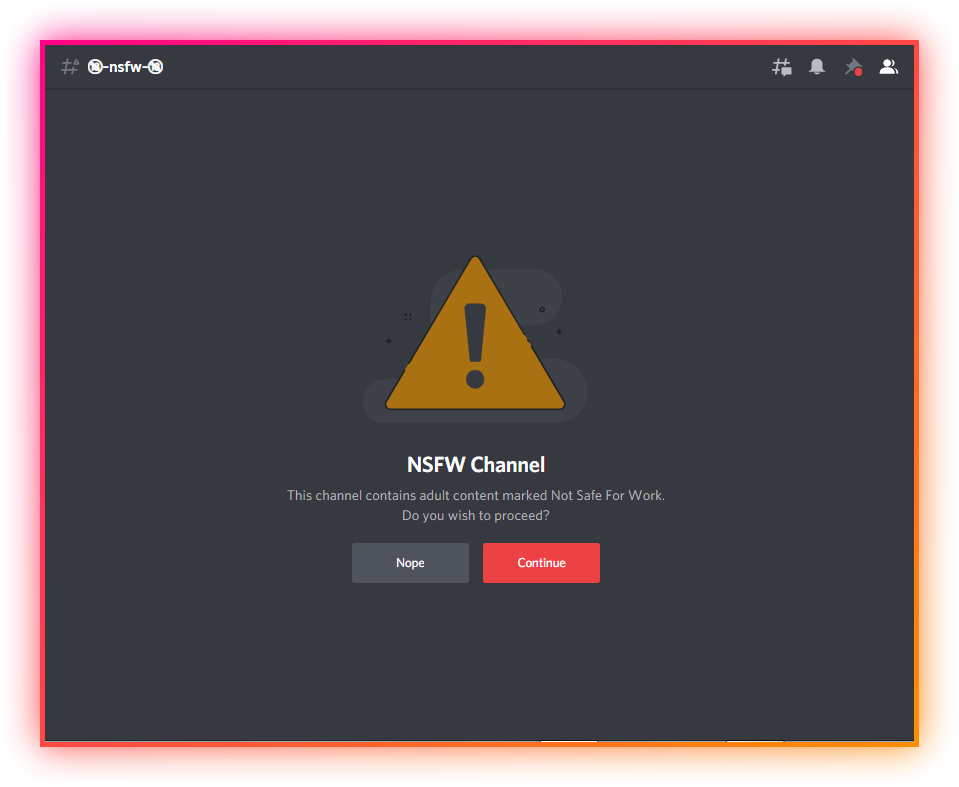 🔞-nsfw-🔞
NSFW Channel
This channel contains adult content marked Not Safe For Work.
Do you wish to proceed?
Nope
Continue